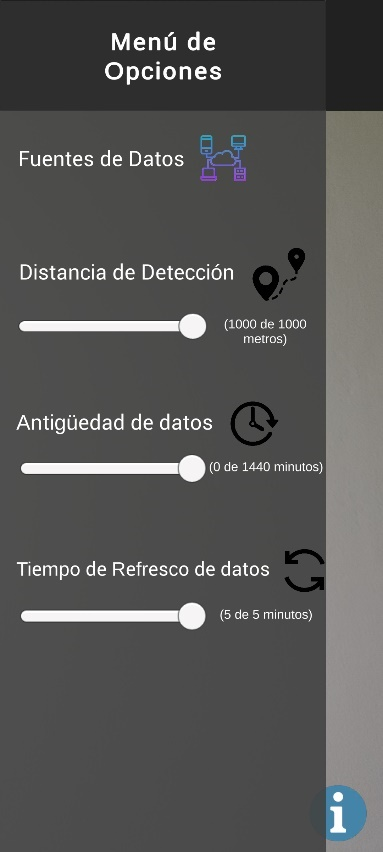 Menú de
Opciones
Fuentes de Datos
Distancia de Detección
(1000 de 1000
metros)
Antigüedad de datos
(0 de 1440 minutos)
Tiempo de Refresco de datos
(5 de 5 minutos)
i